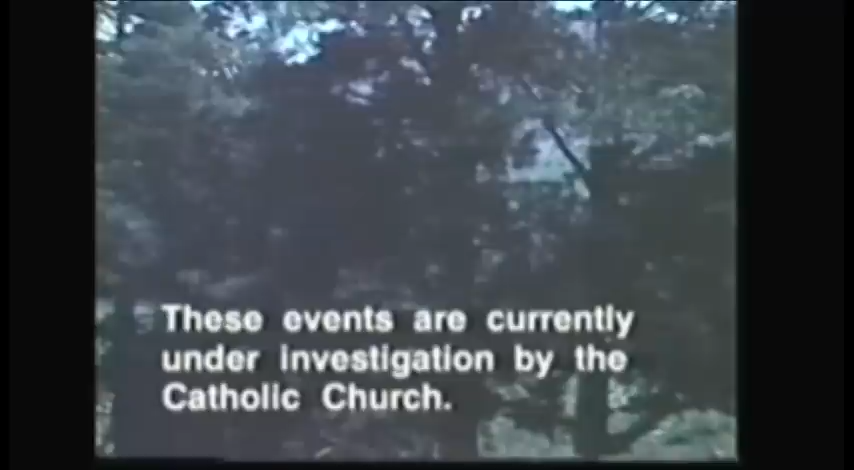 These events are currently
under investigation by the
Catholic Church.